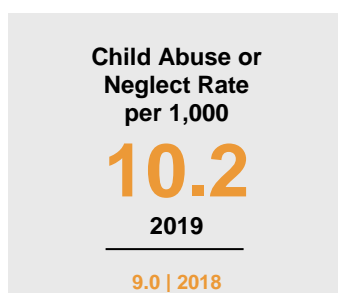 Child Abuse or
Neglect Rate
per 1,000
10.2
2019
9.0 | 2018